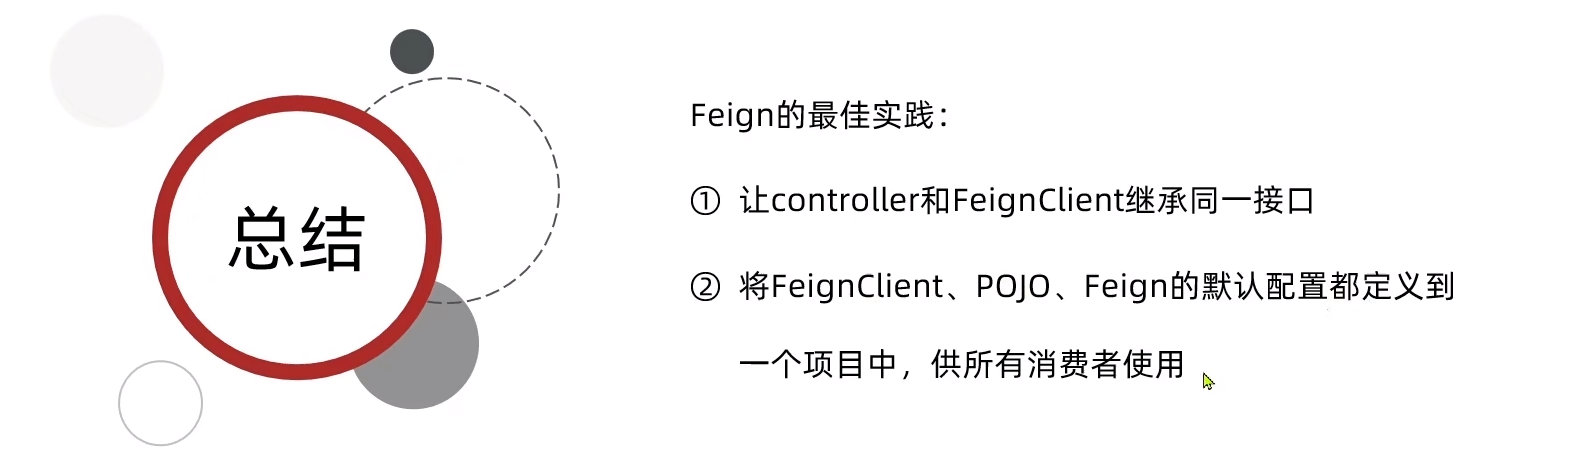 总结
Feign的最佳实践：
① 让controller和FeignClient继承同一接口
② 将FeignClient、POJO、Feign的默认配置都定义到
一个项目中，供所有消费者使用